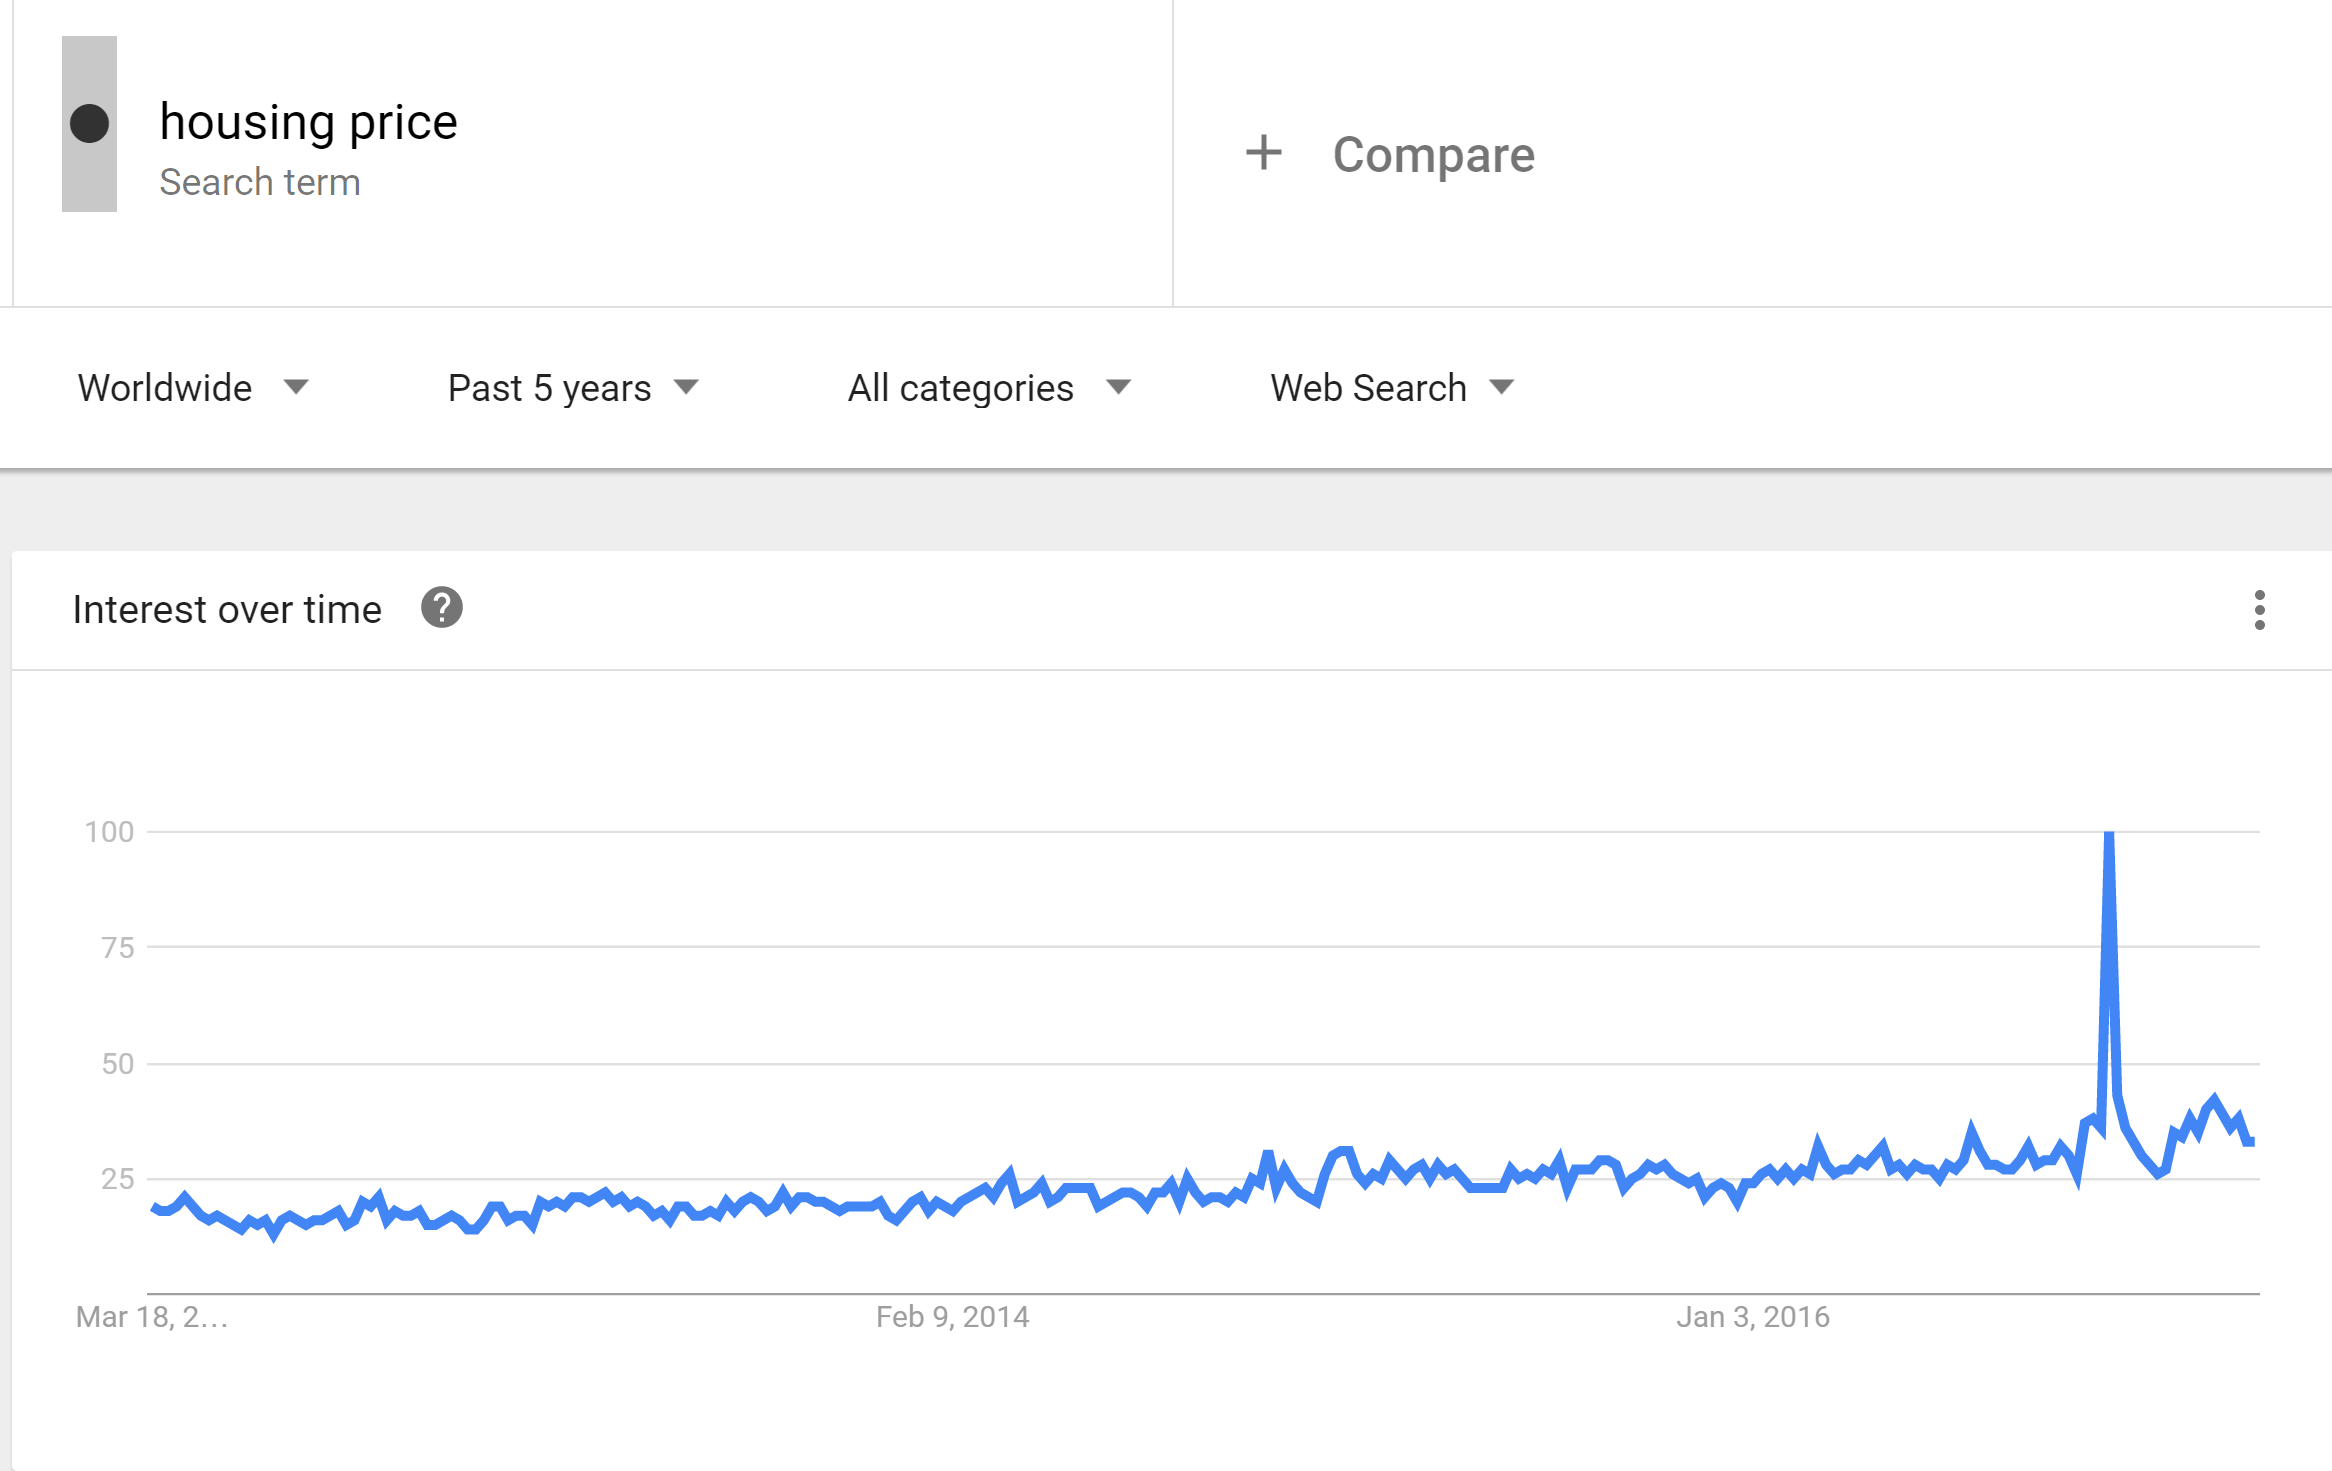 housing price
Search term
+ Compare
Worldwide
Past 5 years
All categories
Web Search
Interest over time ?
100
75
50
25
Mar 18, 2...
Feb 9, 2014
Jan 3, 2016